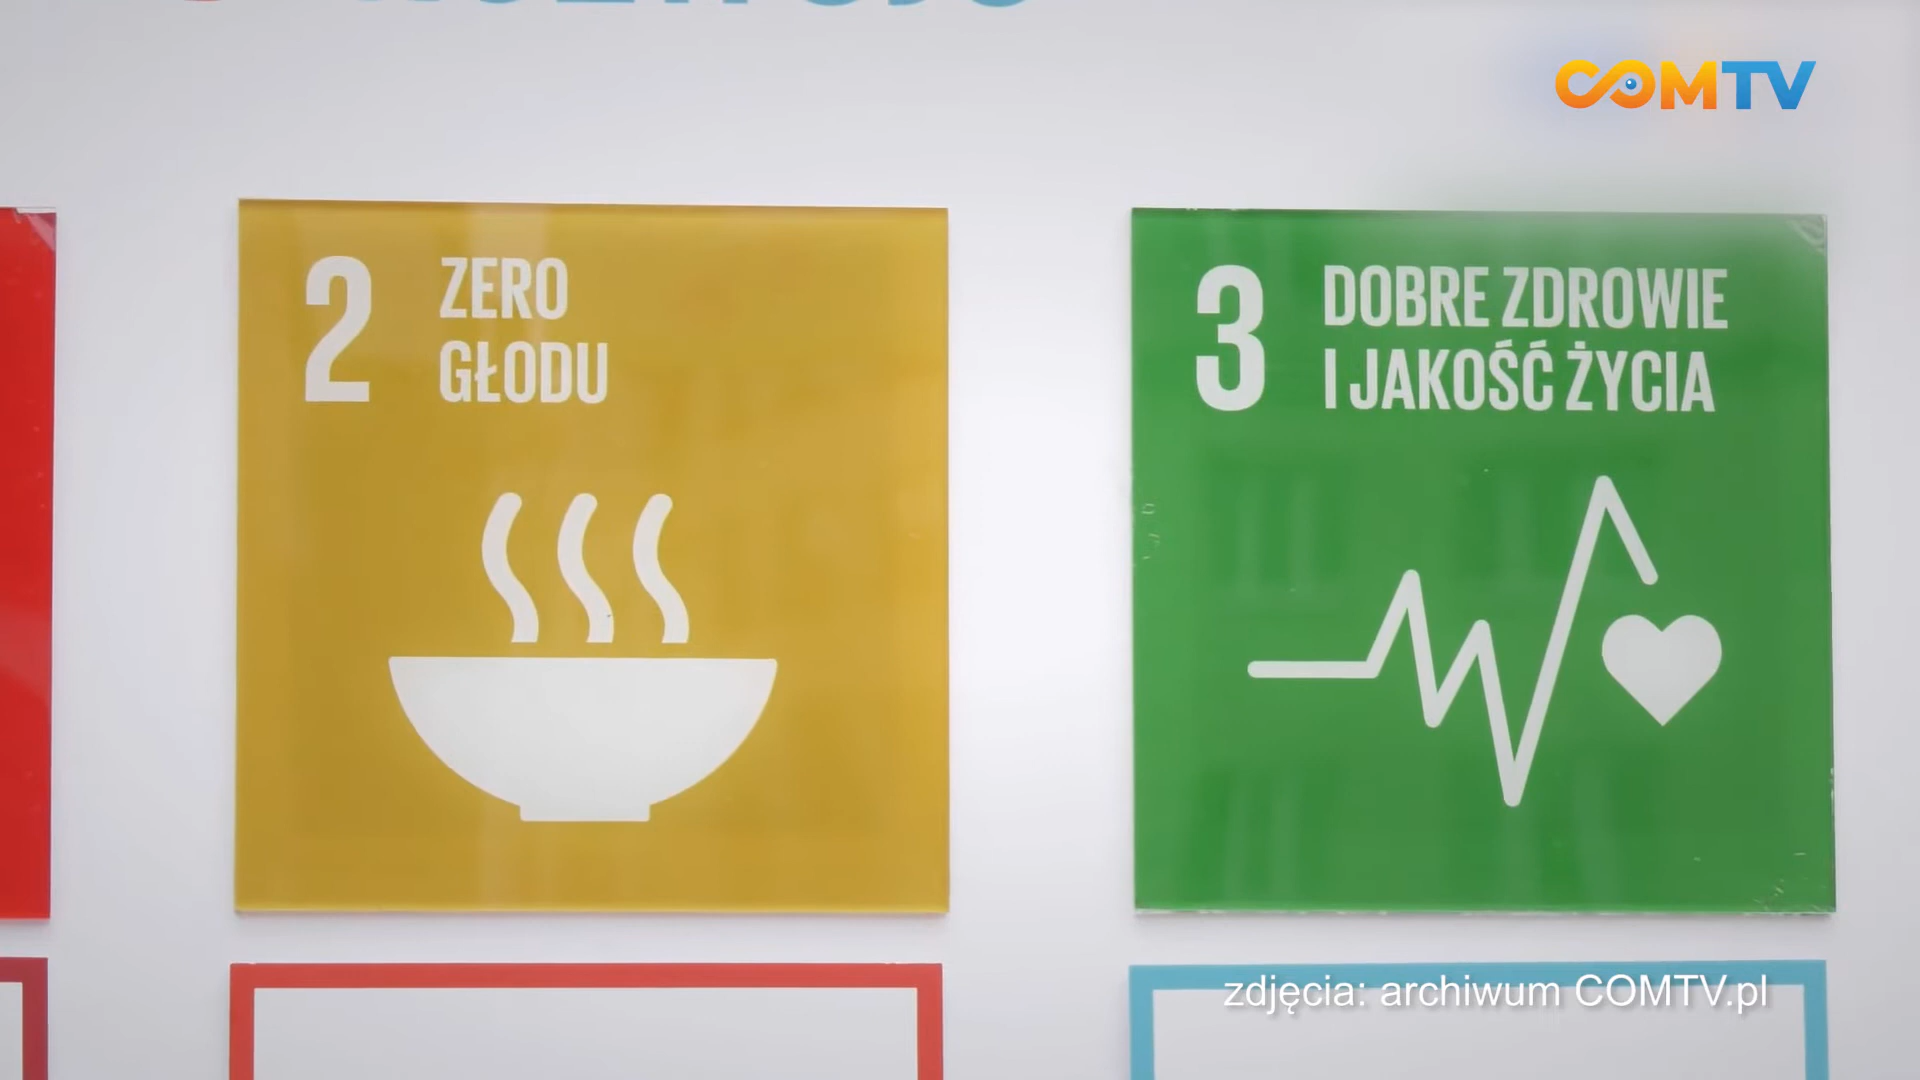 COMTV
2
ZERO
GŁODU
3
DOBRE ZDROWIE
I JAKOŚĆ ŻYCIA
zdjęcia: archiwum COMTV.pl